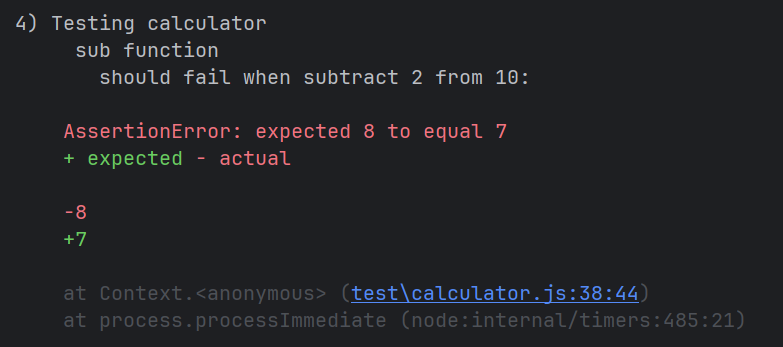 4) Testing calculator
sub function
should fail when subtract 2 from 10:
AssertionError: expected 8 to equal 7
+ expected - actual
-8
+7
at Context.<anonymous> (test\calculator.js:38:44)
at process.processImmediate (node:internal/timers:485:21)